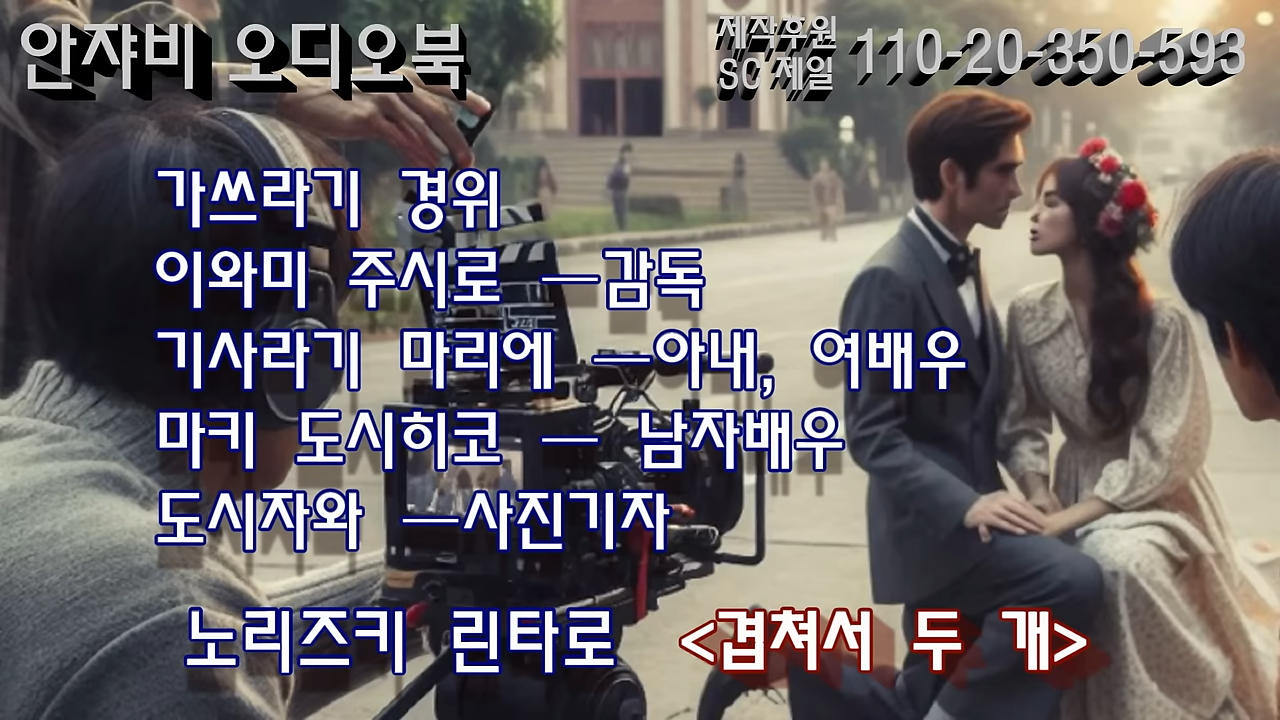 안쟈비 오디오북
제작후원
SC 제일
110-20-350-593
가쓰라기 경위
이와미 주시로 —감독
기사라기 마리에 —아내, 여배우
마키 도시히코 — 남자배우
도시자와 —사진기자
노리즈키 린타로 <겹쳐서 두 개>